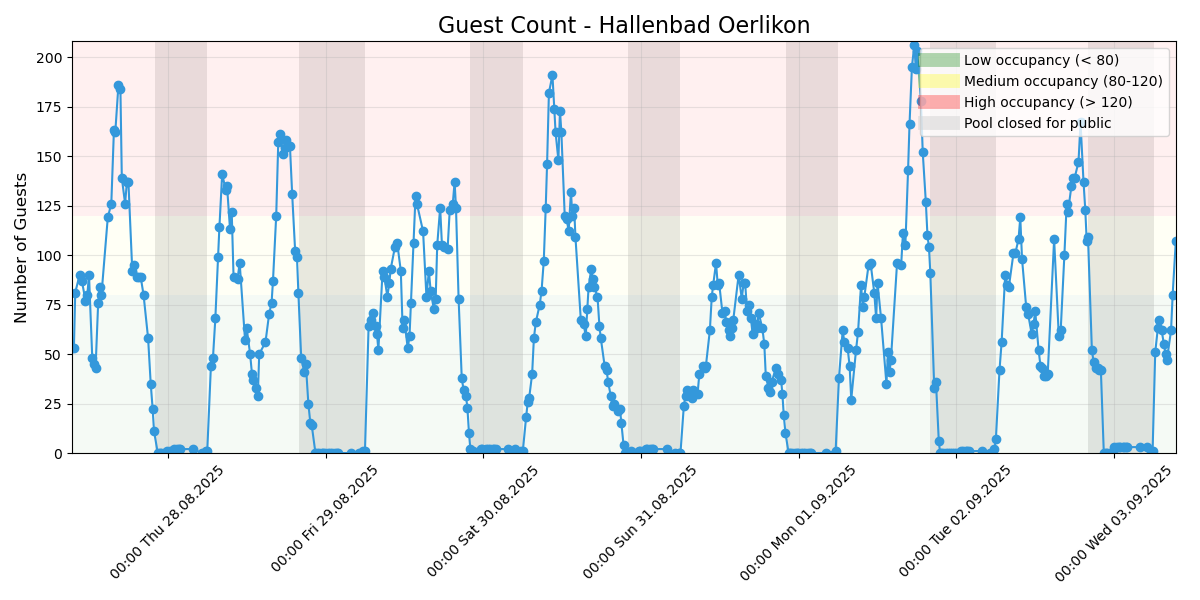 Guest Count - Hallenbad Oerlikon
Number of Guests
200
175
150
125
100
75
50
25
0
Low occupancy (< 80)
Medium occupancy (80-120)
High occupancy (> 120)
Pool closed for public
00:00 Thu 28.08.2025
00:00 Fri 29.08.2025
00:00 Sat 30.08.2025
00:00 Sun 31.08.2025
00:00 Mon 01.09.2025
00:00 Tue 02.09.2025
00:00 Wed 03.09.2025